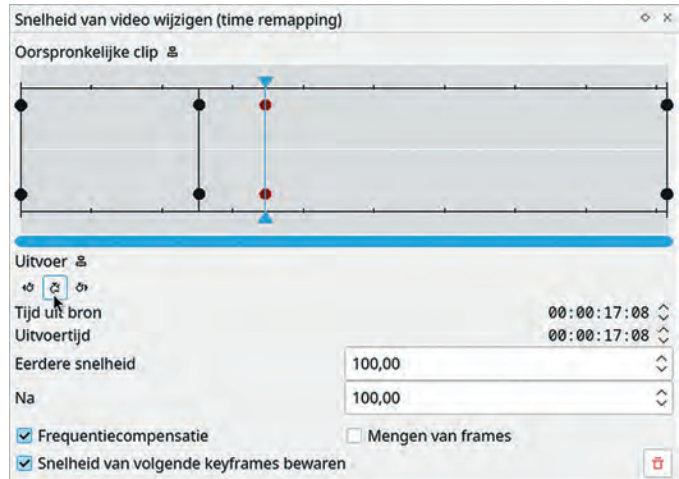 Snelheid van video wijzigen (time remapping)
Oorspronkelijke clip
Uitvoer
Tijd uit bron 00:00:17:08
Uitvoertijd 00:00:17:08
Eerdere snelheid 100,00
Na 100,00
Frequentiecompensatie Mengen van frames
Snelheid van volgende keyframes bewaren